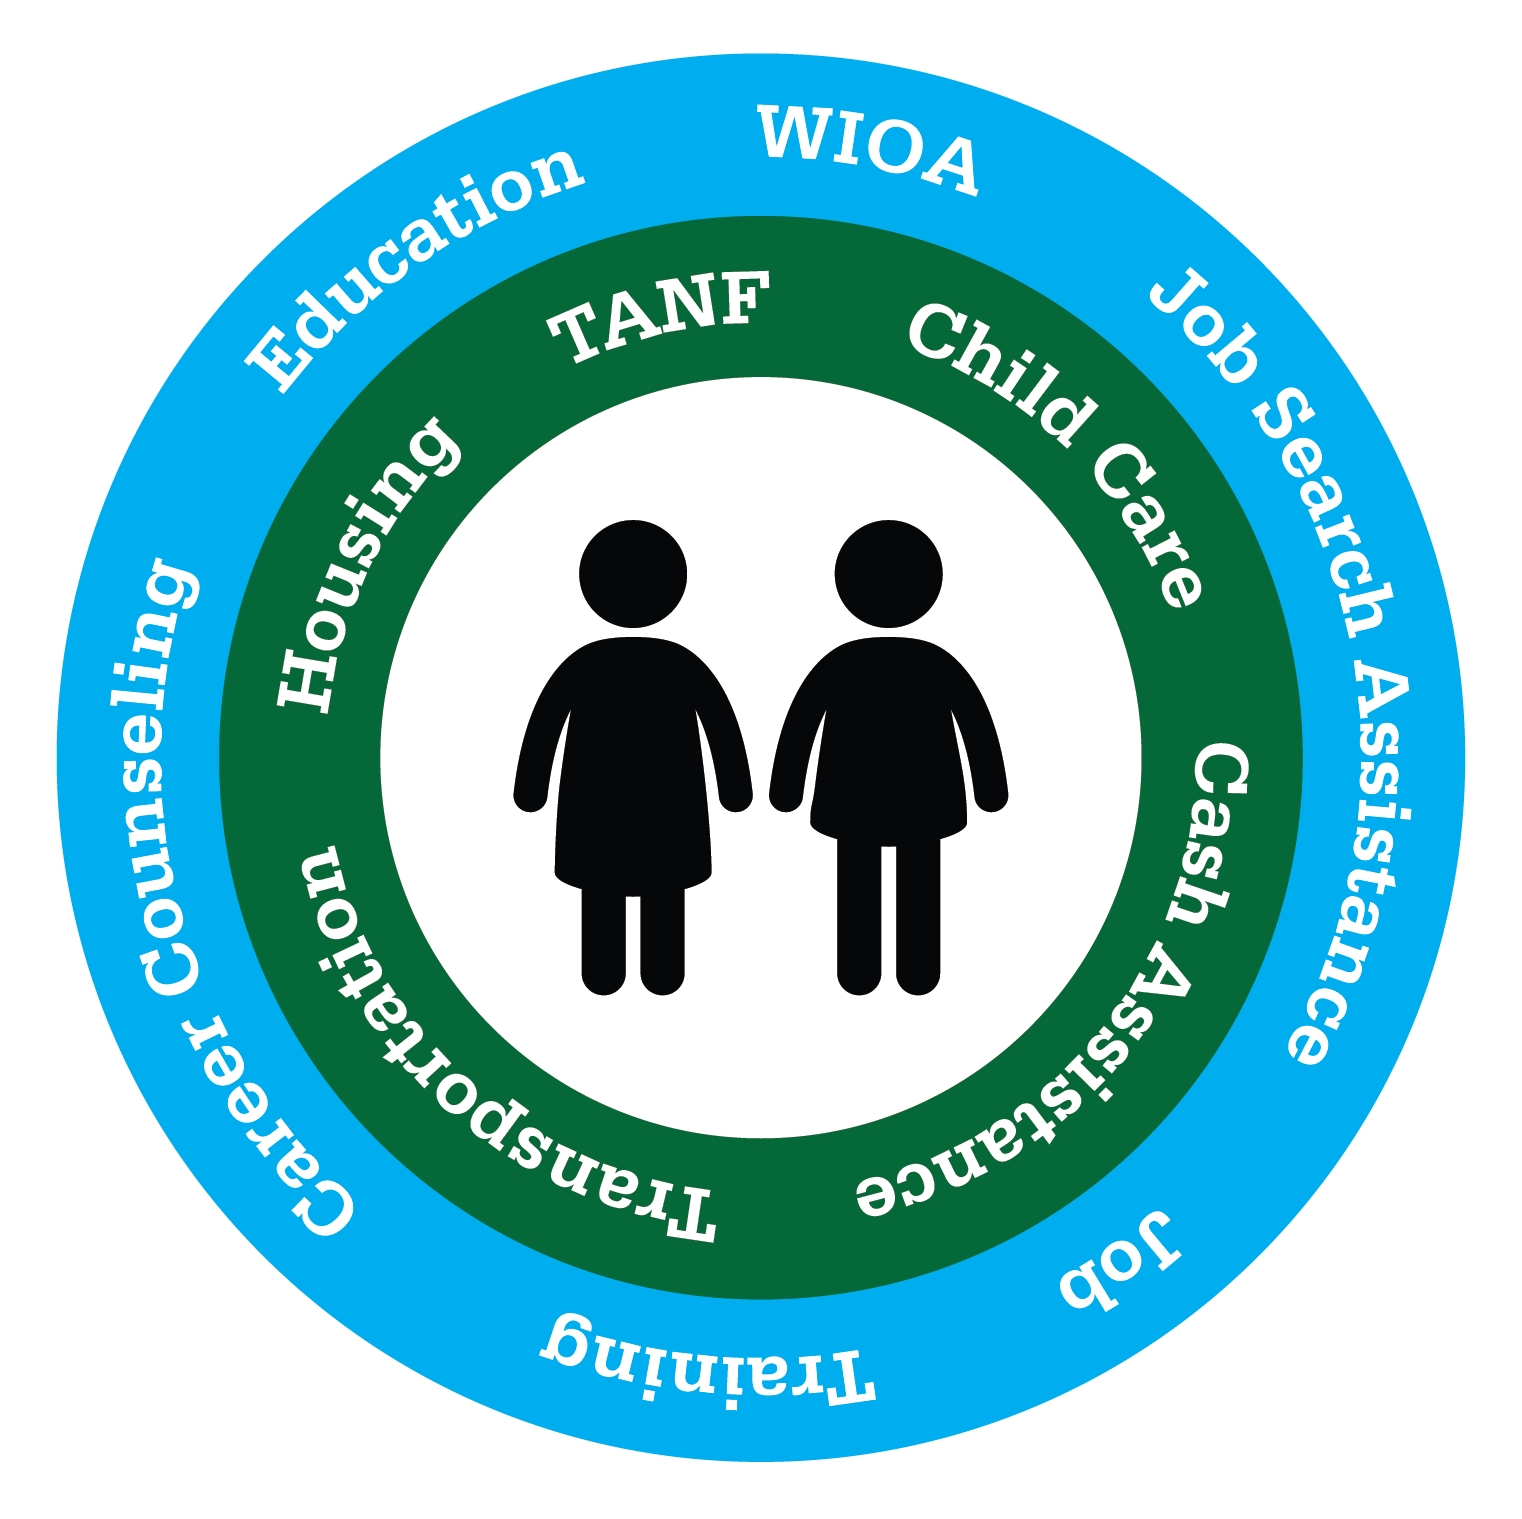 WIOA
Job Search Assistance
Job
Training
Career Counseling
Education
TANF
Child Care
Cash Assistance
Transportation
Housing